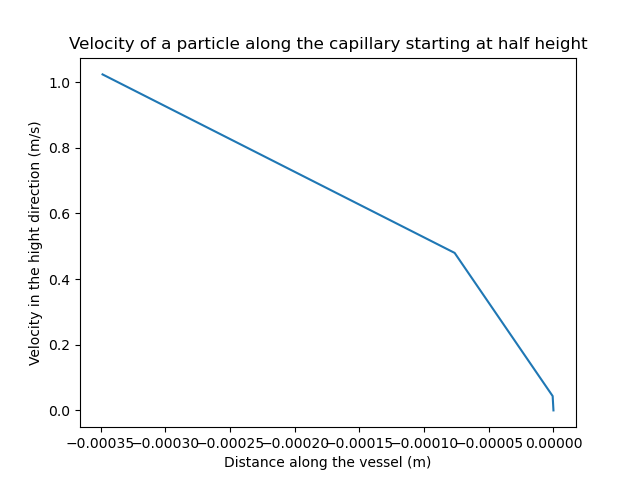 Velocity of a particle along the capillary starting at half height
Velocity in the hight direction (m/s)
1.0
0.8
0.6
0.4
0.2
0.0
−0.00035 −0.00030 −0.00025 −0.00020 −0.00015 −0.00010 −0.00005 0.00000
Distance along the vessel (m)